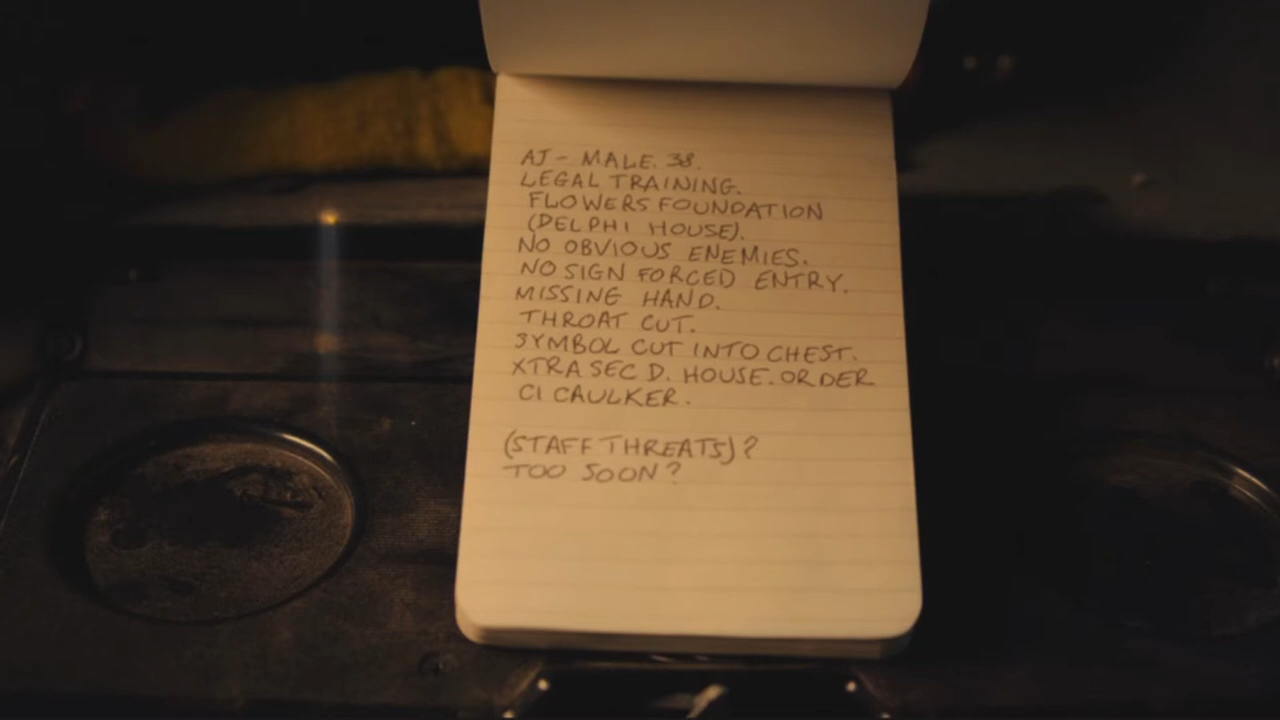 AJ - MALE. 38.
LEGAL TRAINING.
FLOWERS FOUNDATION
(DELPHI HOUSE).
NO OBVIOUS ENEMIES.
NO SIGN FORCED ENTRY.
MISSING HAND.
THROAT CUT.
SYMBOL CUT INTO CHEST.
XTRA SEC D. HOUSE. ORDER
CI CAULKER.
(STAFF THREATS)?
TOO SOON?